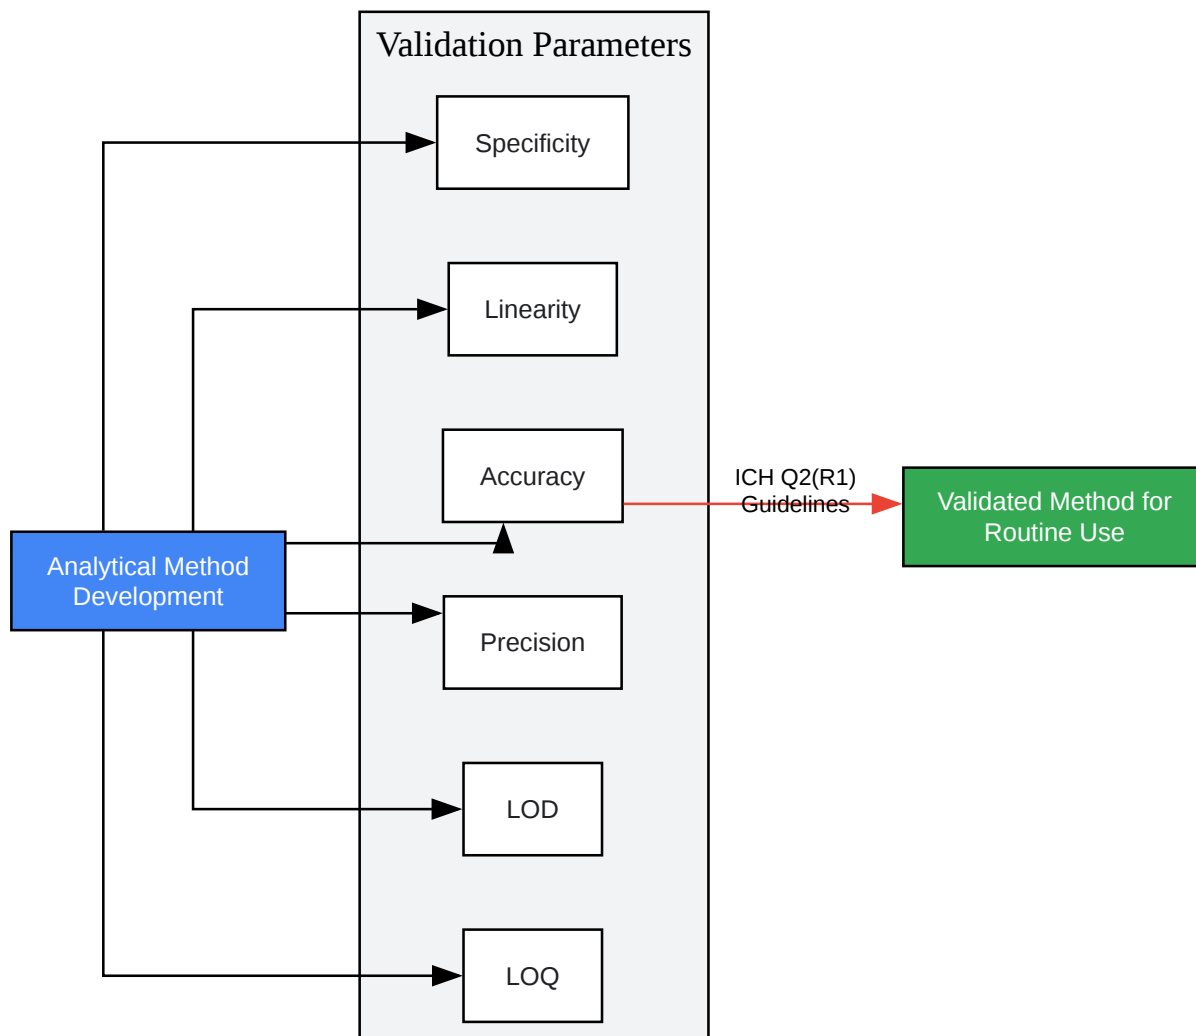 Validation Parameters
Specificity
Linearity
Accuracy
ICH Q2(R1)
Guidelines
Validated Method for
Routine Use
Analytical Method
Development
Precision
LOD
LOQ